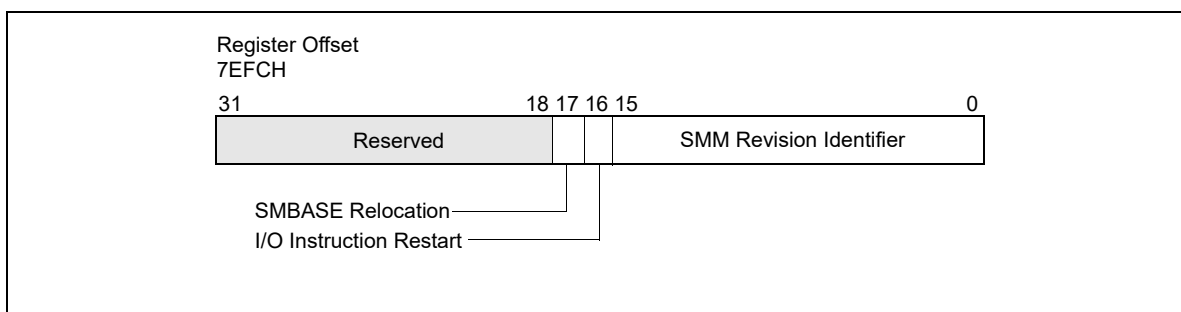 Register Offset
7EFCH
31 18 17 16 15 0
Reserved SMM Revision Identifier
SMBASE Relocation
I/O Instruction Restart